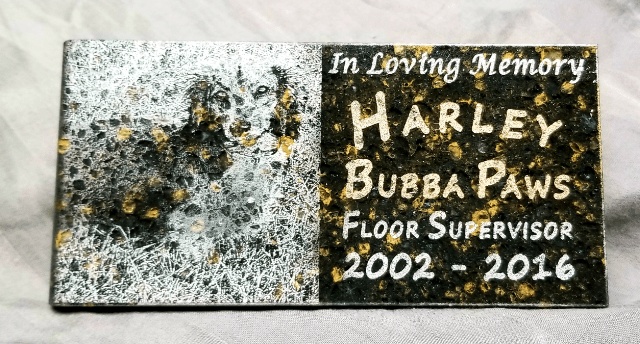 In Loving Memory
HARLEY
BUBBA PAWS
FLOOR SUPERVISOR
2002 - 2016